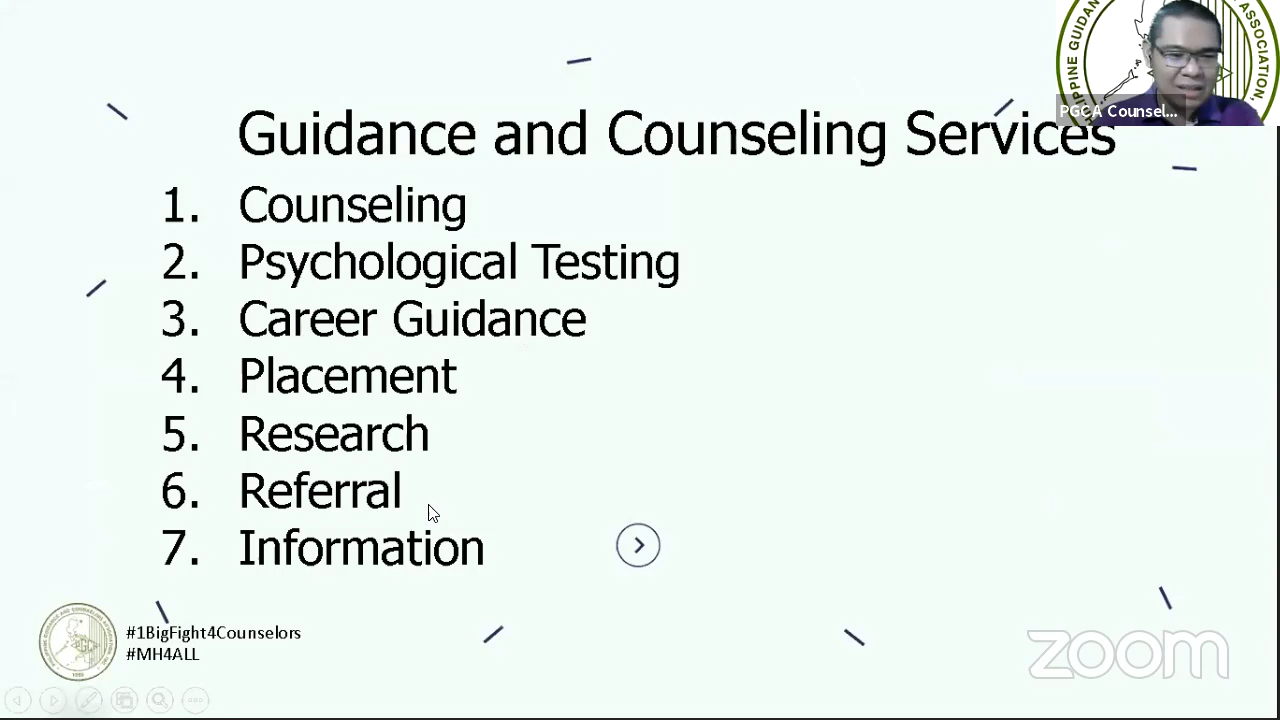 PGCA Counsel...
Guidance and Counseling Services
1. Counseling
2. Psychological Testing
3. Career Guidance
4. Placement
5. Research
6. Referral
7. Information
#1BigFight4Counselors
#MH4ALL
zoom